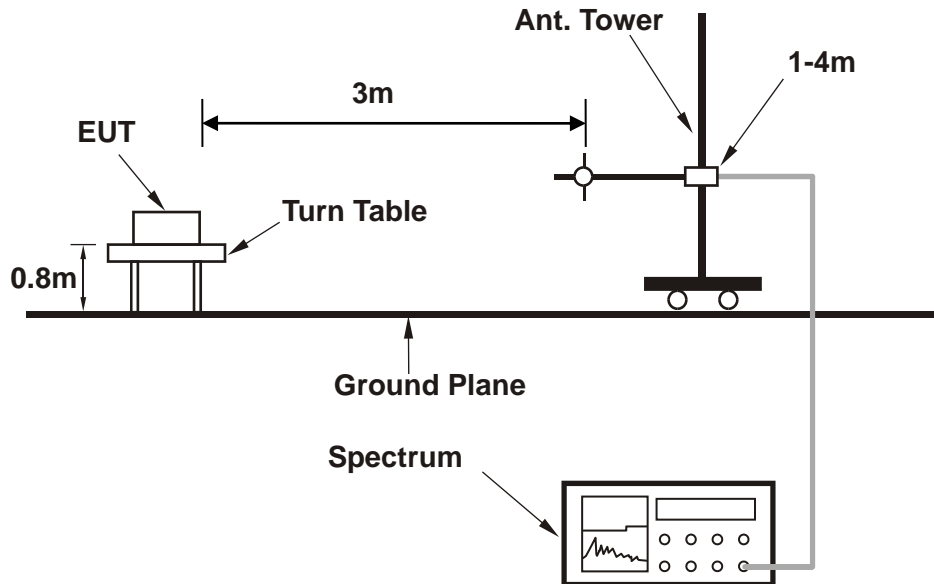 Ant. Tower
1-4m
3m
EUT
Turn Table
0.8m
Ground Plane
Spectrum